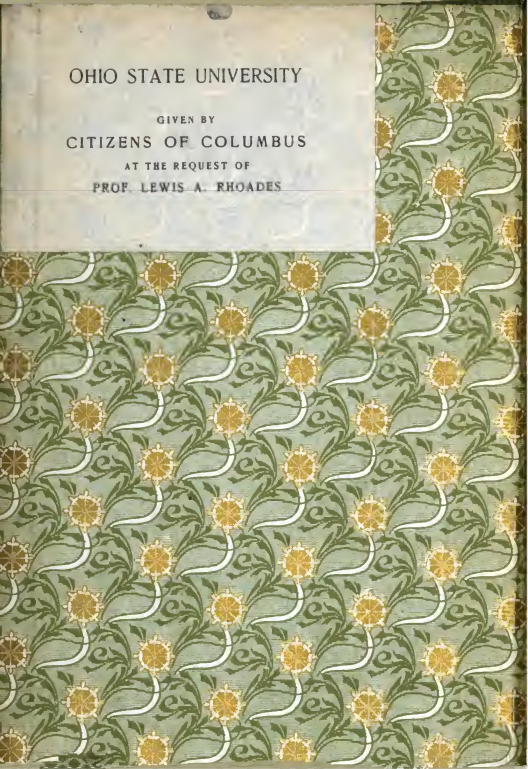 OHIO STATE UNIVERSITY
GIVEN BY
CITIZENS OF COLUMBUS
AT THE REQUEST OF
PROF. LEWIS A. RHOADES